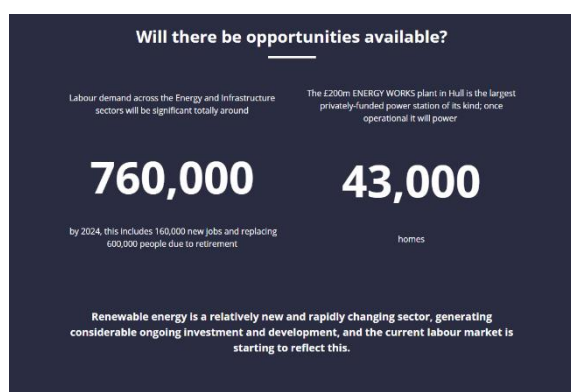 Will there be opportunities available?
Labour demand across the Energy and Infrastructure
sectors will be significant totally around
760,000
by 2024, this includes 160,000 new jobs and replacing
600,000 people due to retirement
The £200m ENERGY WORKS plant in Hull is the largest
privately-funded power station of its kind; once
operational it will power
43,000
homes
Renewable energy is a relatively new and rapidly changing sector, generating
considerable ongoing investment and development, and the current labour market is
starting to reflect this.